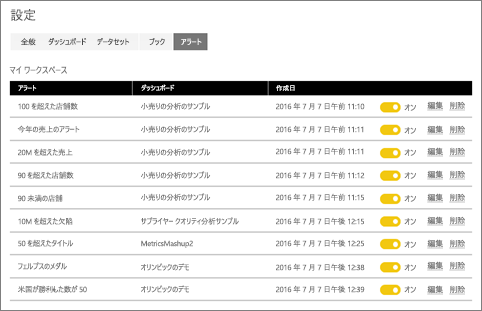 設定
全般 ダッシュボード データセット ブック アラート
マイ ワークスペース
アラート ダッシュボード 作成日
100 を超えた店舗数 小売りの分析のサンプル 2016 年 7 月 7 日午前 11:10 オン 編集 削除
今年の売上のアラート 小売りの分析のサンプル 2016 年 7 月 7 日午前 11:11 オン 編集 削除
20M を超えた売上 小売りの分析のサンプル 2016 年 7 月 7 日午前 11:11 オン 編集 削除
90 を超えた店舗数 小売りの分析のサンプル 2016 年 7 月 7 日午前 11:12 オン 編集 削除
90 未満の店舗 小売りの分析のサンプル 2016 年 7 月 7 日午前 11:15 オン 編集 削除
10M を超えた欠陥 サプライヤー クオリティ分析サンプル 2016 年 7 月 7 日午後 12:15 オン 編集 削除
50 を超えたタイトル MetricsMashup2 2016 年 7 月 7 日午後 12:25 オン 編集 削除
フェルプスのメダル オリンピックのデモ 2016 年 7 月 7 日午後 12:38 オン 編集 削除
米国が勝利した数が 50 オリンピックのデモ 2016 年 7 月 7 日午後 12:39 オン 編集 削除